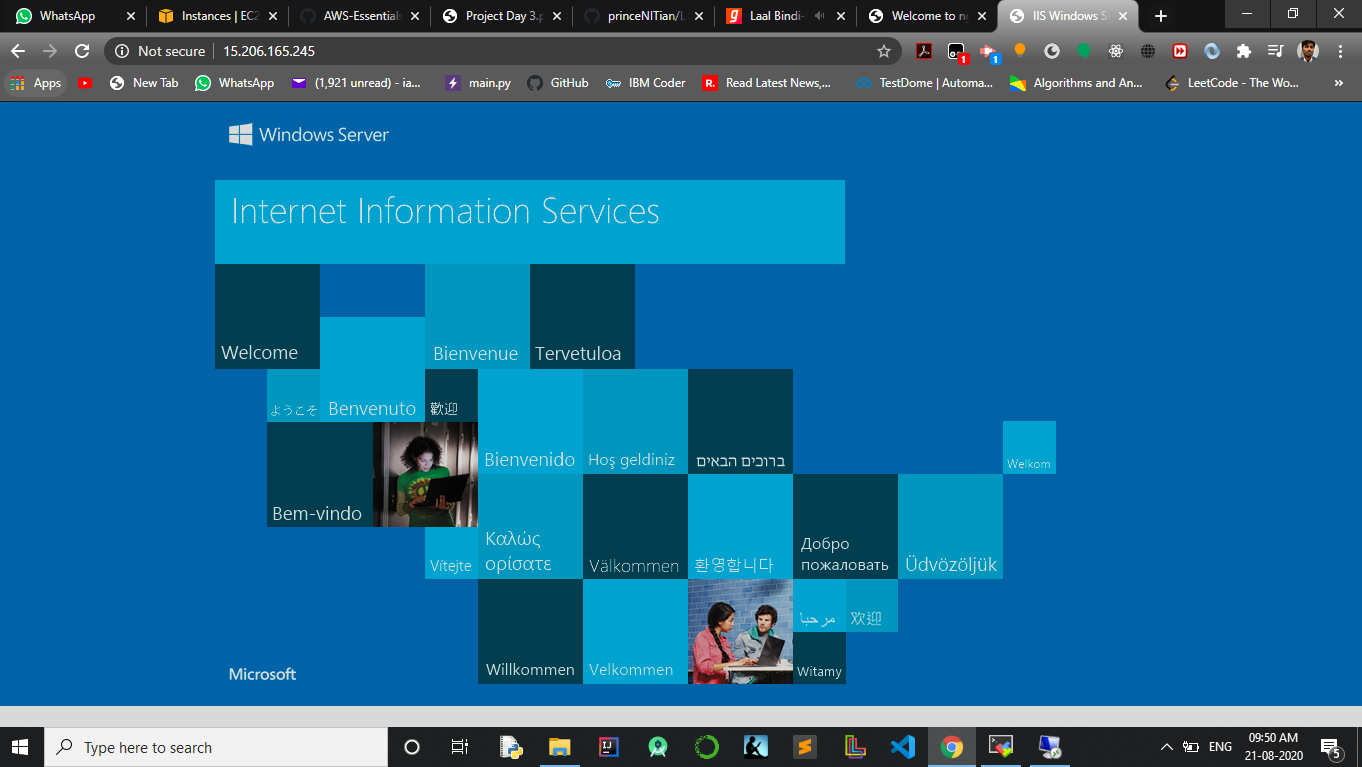 WhatsApp
Instances | EC2
AWS-Essentials
Project Day 3.p
princeNITian/L
Laal Bindi-
Welcome to ng
IIS Windows S
Not secure
15.206.165.245
1
1
Apps
New Tab
WhatsApp
(1,921 unread) - ia...
main.py
GitHub
IBM Coder
R.
Read Latest News,...
TestDome | Automa...
Algorithms and An...
LeetCode - The Wo...
»
Windows Server
Internet Information Services
Welcome
Bienvenue
Tervetuloa
ようこそ
Benvenuto
歡迎
Bienvenido
Hoş geldiniz
ברוכים הבאים
Welkom
Bem-vindo
Vítejte
Καλώς
ορίσατε
Välkommen
환영합니다
Добро
пожаловать
Üdvözöljük
Willkommen
Velkommen
مرحبا
欢迎
Witamy
Microsoft
Type here to search
IJ
ENG
09:50 AM
21-08-2020
5